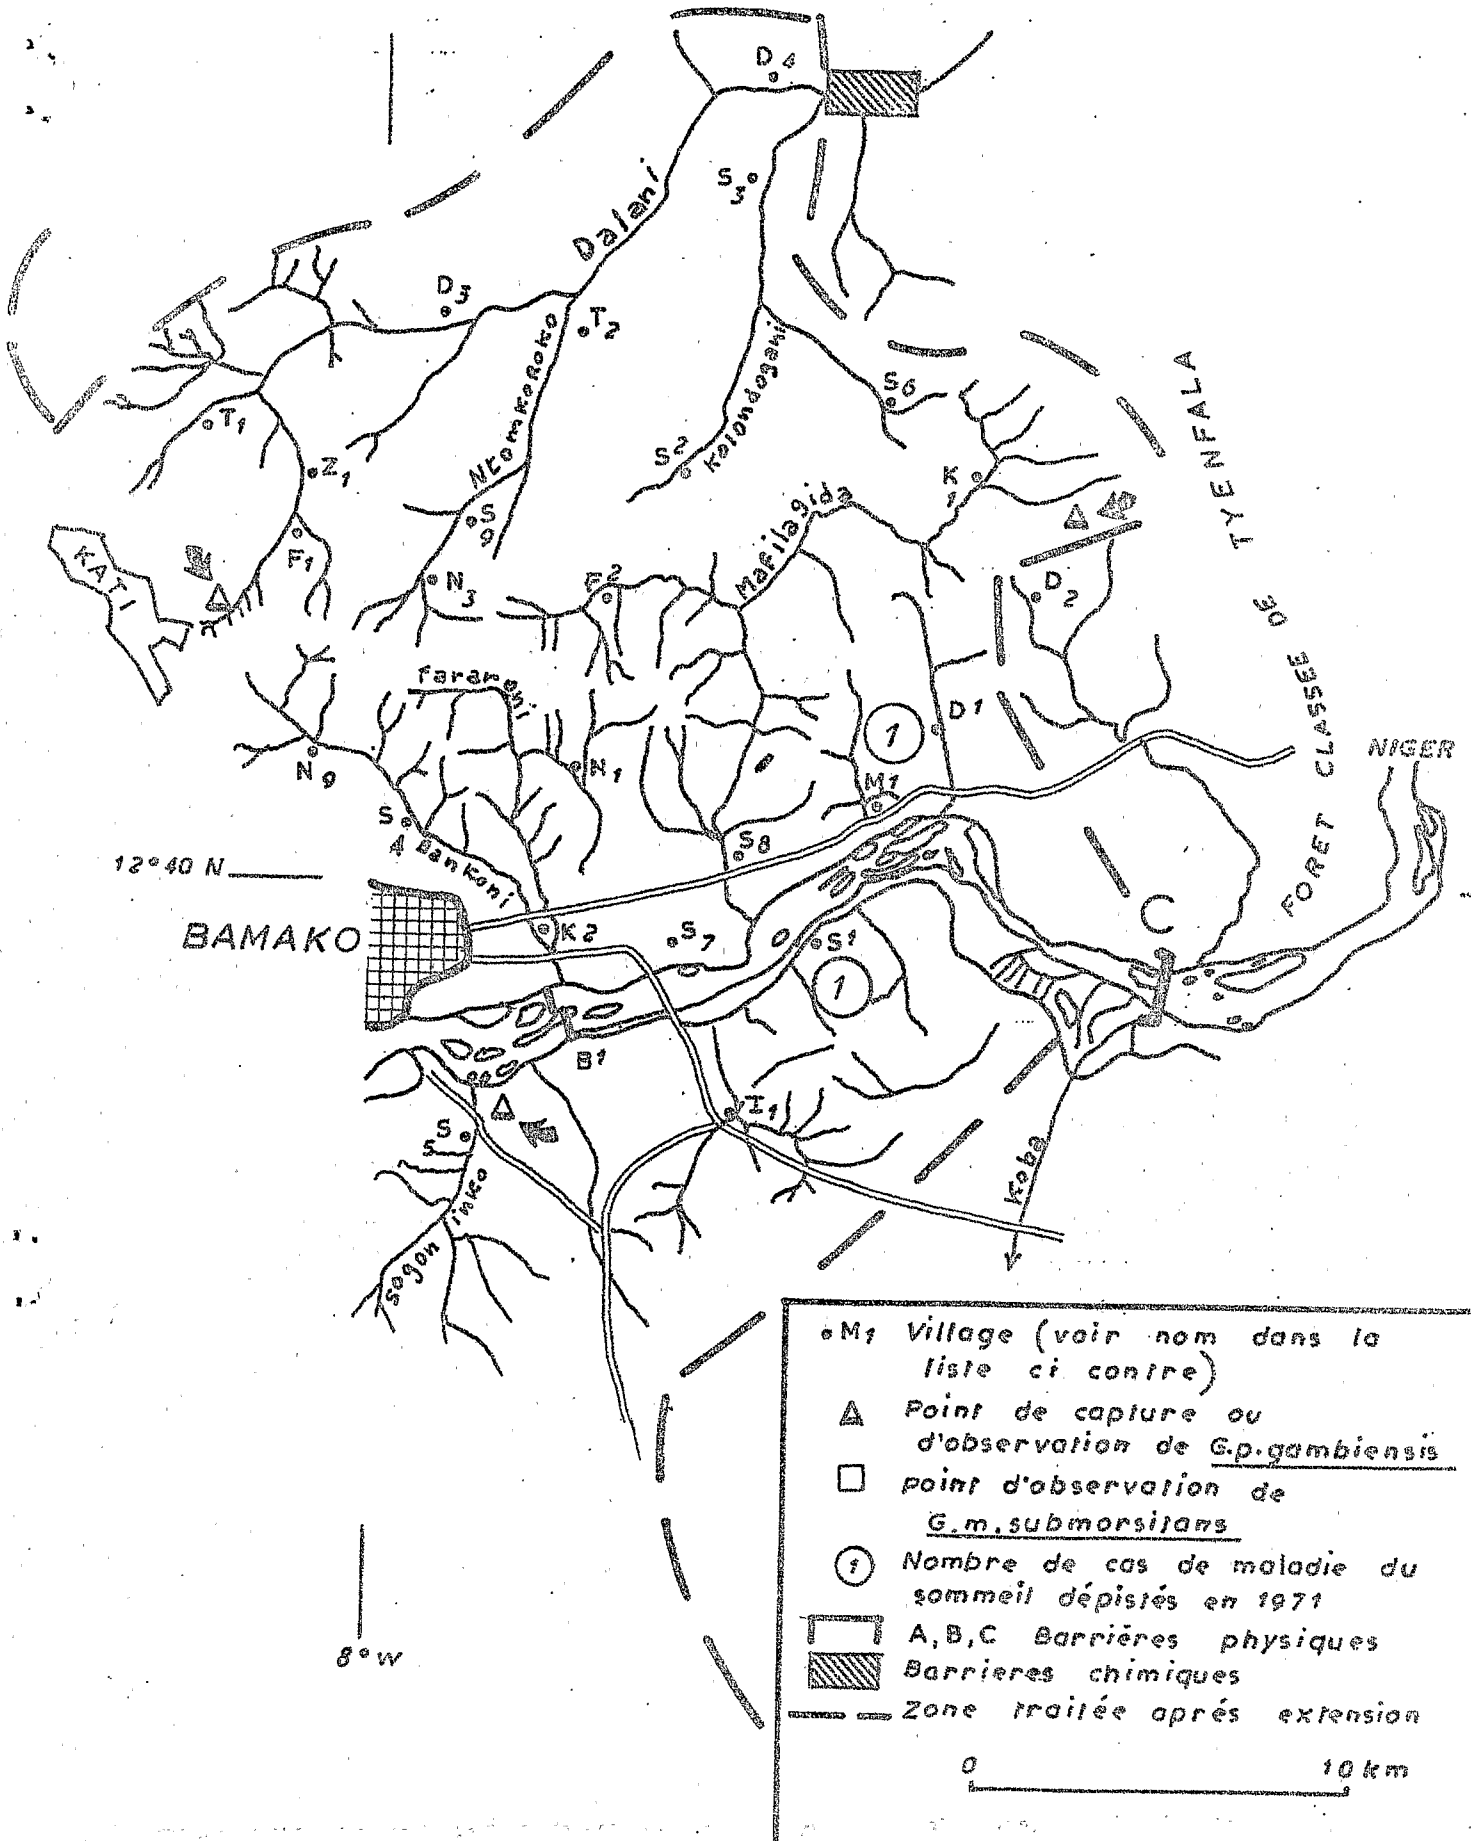 D4
S3
Dalani
D3
T2
NtomkoRoko
Kolondogani
S6
T1
Z1
S2
K1
TYENFALA
FORET CLASSEE DE
Mafilagida
S9
F1
KATI
N3
F2
D2
fararoni
D1
1
N9
N1
M1
NIGER
S4
Bankoni
S8
12°40 N
BAMAKO
K2
S7
S1
C
1
B1
I1
S5
Koba
Sogoninko
M1 Village (voir nom dans la
liste ci contre)
Point de capture ou
d'observation de G.p.gambiensis
point d'observation de
G.m.submorsitans
1 Nombre de cas de maladie du
sommeil dépistés en 1971
A,B,C Barriéres physiques
Barrieres chimiques
Zone traitée aprés extension
8° W
0 10 km